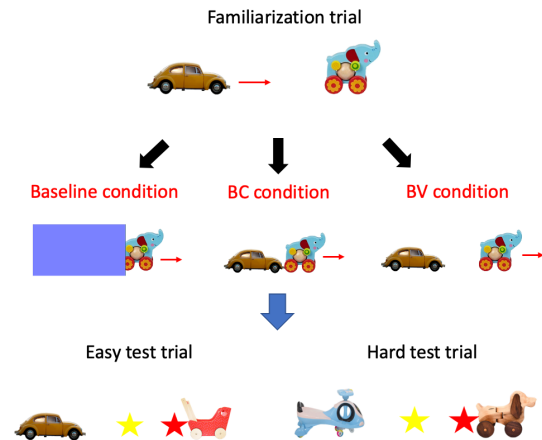 Familiarization trial
Baseline condition
BC condition
BV condition
Easy test trial
Hard test trial